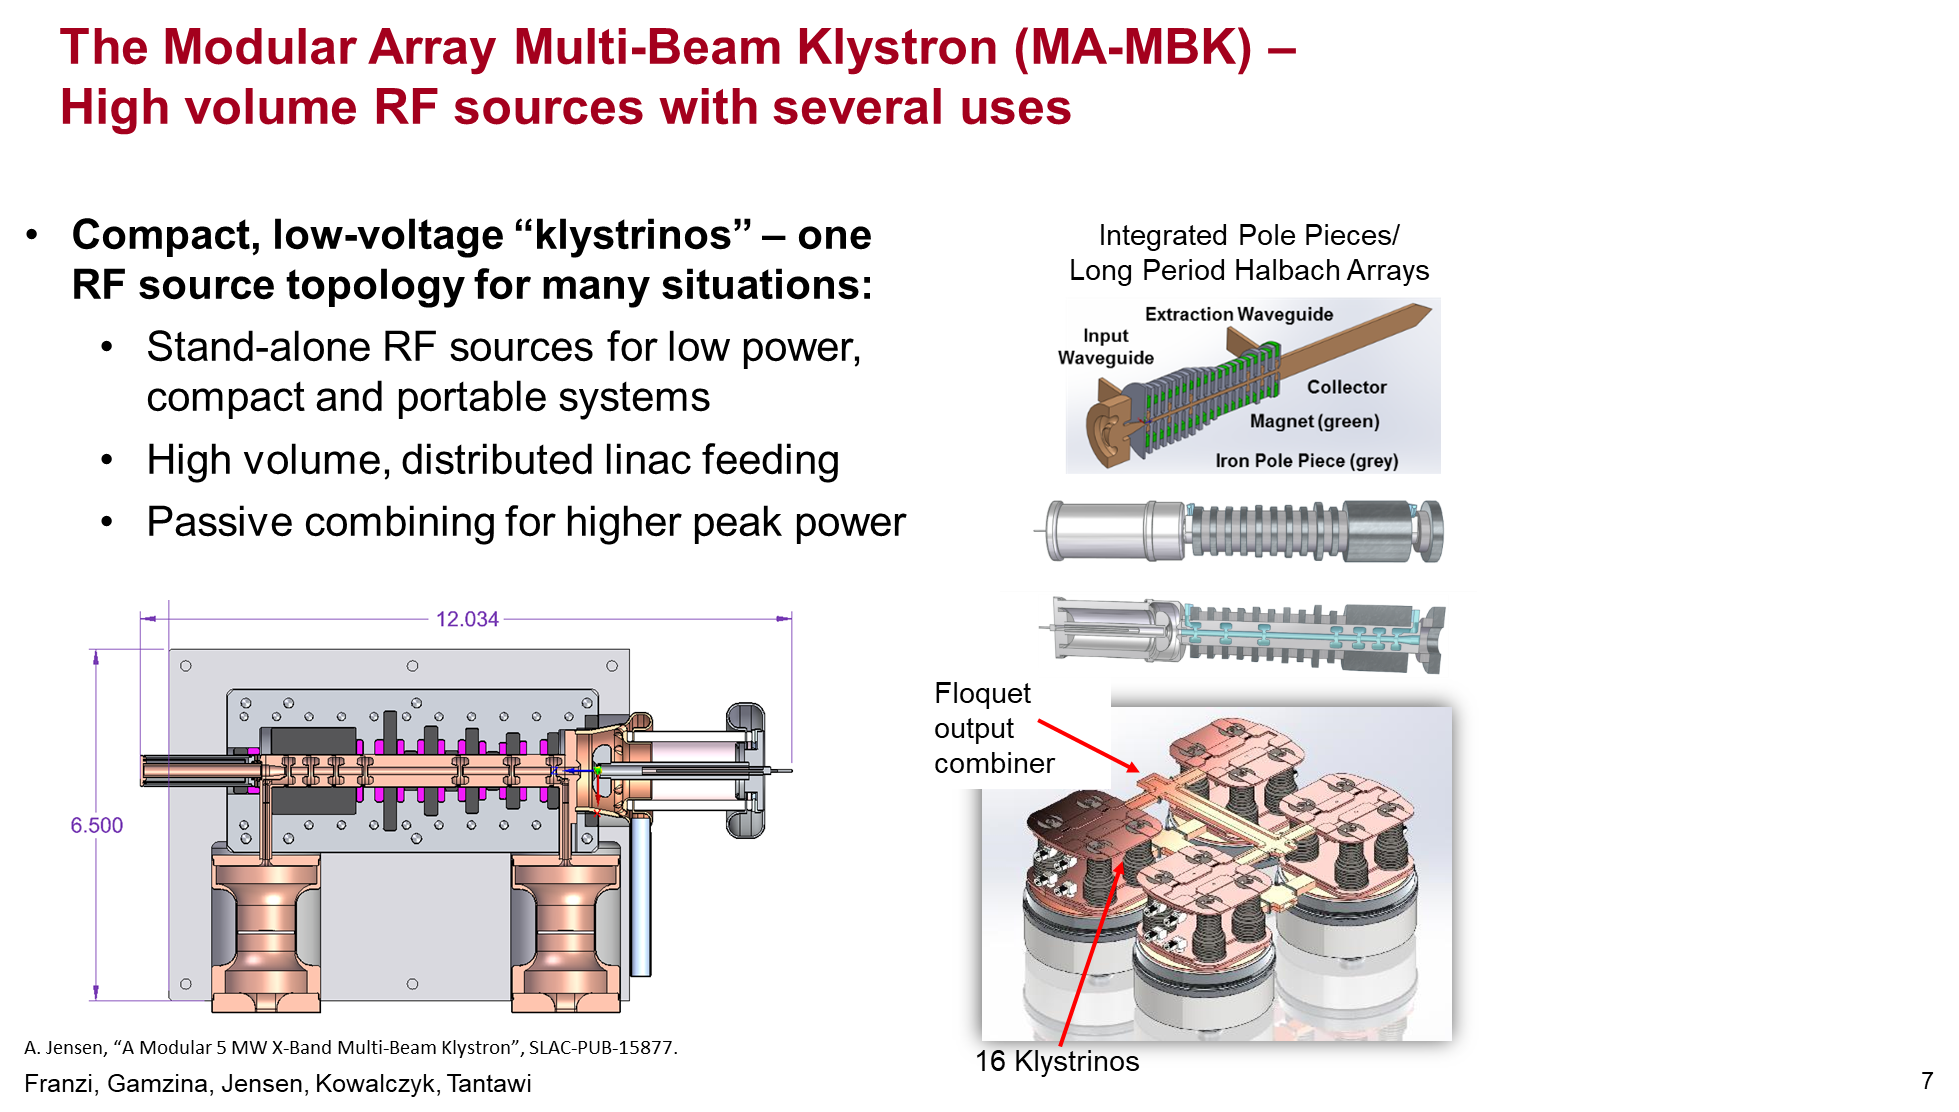 The Modular Array Multi-Beam Klystron (MA-MBK) –
High volume RF sources with several uses
• Compact, low-voltage “klystrinos” – one
RF source topology for many situations:
• Stand-alone RF sources for low power,
compact and portable systems
• High volume, distributed linac feeding
• Passive combining for higher peak power
Integrated Pole Pieces/
Long Period Halbach Arrays
Extraction Waveguide
Input
Waveguide
Collector
Magnet (green)
Iron Pole Piece (grey)
12.034
6.500
Floquet
output
combiner
16 Klystrinos
A. Jensen, “A Modular 5 MW X-Band Multi-Beam Klystron”, SLAC-PUB-15877.
Franzi, Gamzina, Jensen, Kowalczyk, Tantawi
7